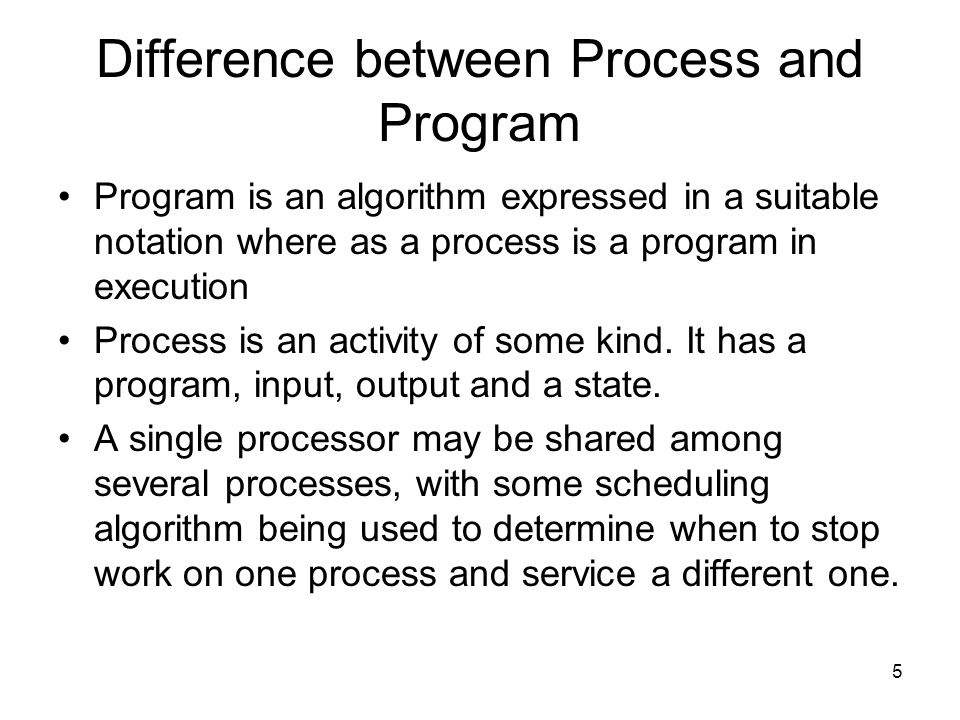 Difference between Process and
Program
• Program is an algorithm expressed in a suitable
notation where as a process is a program in
execution
• Process is an activity of some kind. It has a
program, input, output and a state.
• A single processor may be shared among
several processes, with some scheduling
algorithm being used to determine when to stop
work on one process and service a different one.
5